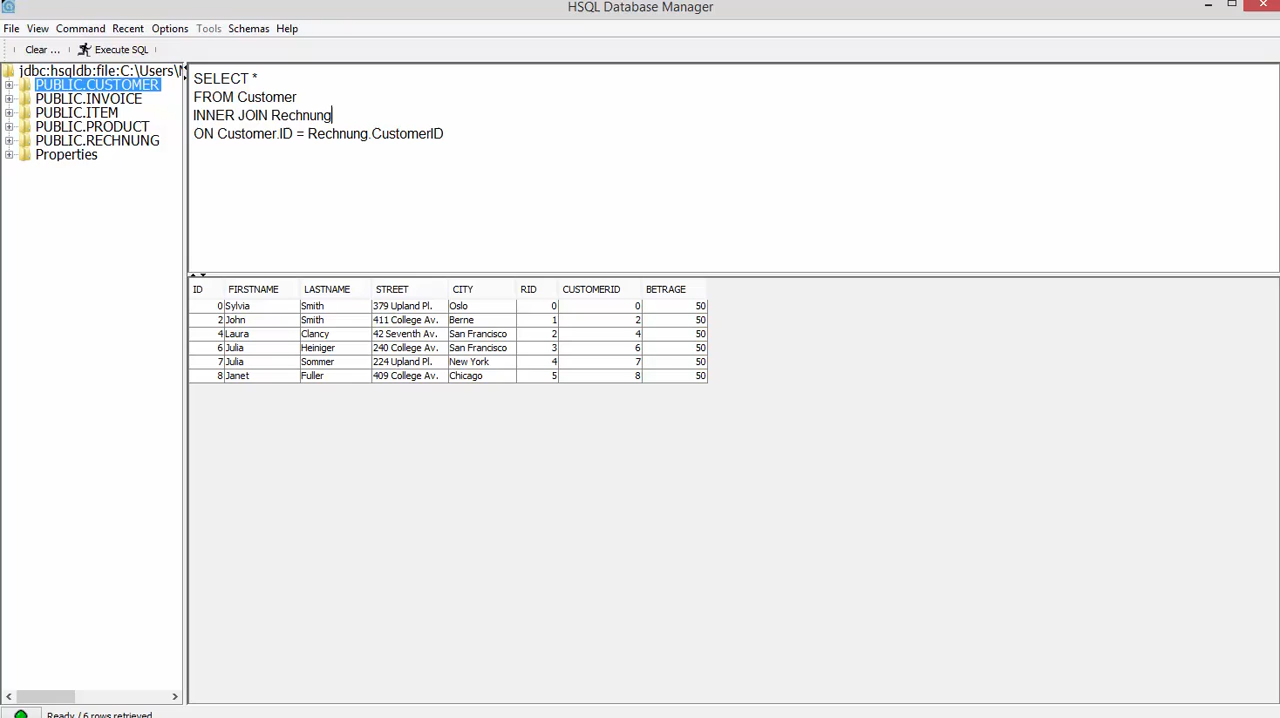 HSQL Database Manager
File View Command Recent Options Tools Schemas Help
Clear ... Execute SQL
jdbc:hsqldb:file:C:\Users\
PUBLIC.CUSTOMER
PUBLIC.INVOICE
PUBLIC.ITEM
PUBLIC.PRODUCT
PUBLIC.RECHNUNG
Properties
SELECT *
FROM Customer
INNER JOIN Rechnung
ON Customer.ID = Rechnung.CustomerID
ID FIRSTNAME LASTNAME STREET CITY RID CUSTOMERID BETRAGE
0 Sylvia Smith 379 Upland Pl. Oslo 0 0 50
2 John Smith 411 College Av. Berne 1 2 50
4 Laura Clancy 42 Seventh Av. San Francisco 2 4 50
6 Julia Heiniger 240 College Av. San Francisco 3 6 50
7 Julia Sommer 224 Upland Pl. New York 4 7 50
8 Janet Fuller 409 College Av. Chicago 5 8 50
Ready / 6 rows retrieved